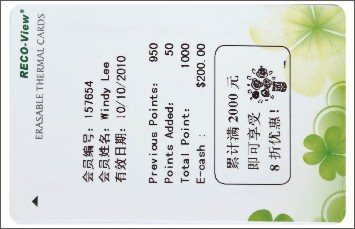 RECO-View®
ERASABLE THERMAL CARDS
会员编号: 157654
会员姓名: Windy Lee
有效日期: 10/10/2010
Previous Points: 950
Points Added: 50
Total Point: 1000
E-cash : $200.00
累计满 2000 元
即可享受
8 折优惠!